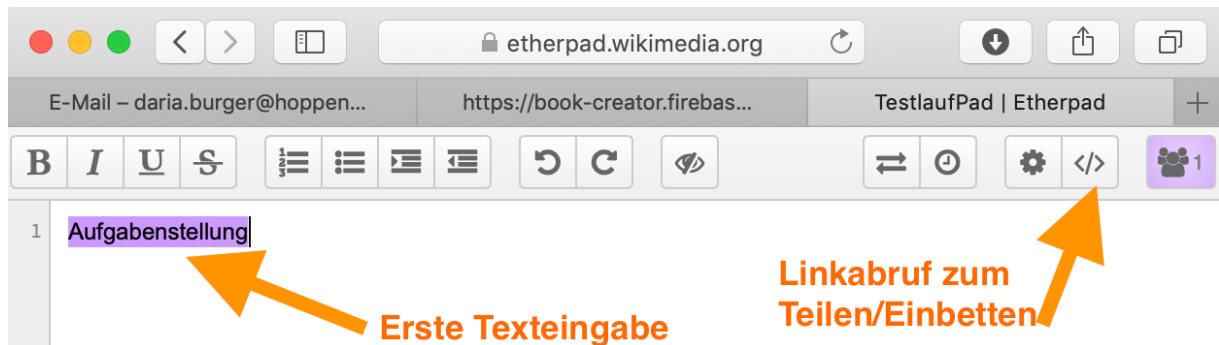 etherpad.wikimedia.org
E-Mail – daria.burger@hoppen... https://book-creator.firebas... TestlaufPad | Etherpad
B I U S 1
1 Aufgabenstellung
Linkabruf zum
Teilen/Einbetten
Erste Texteingabe